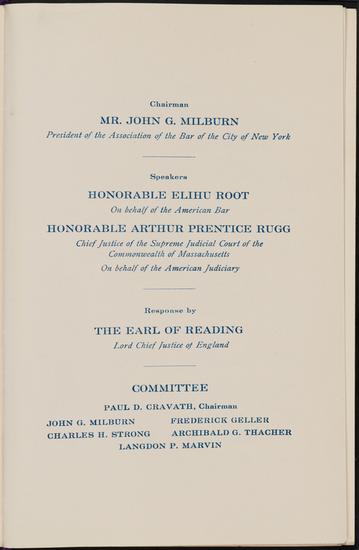 Chairman
MR. JOHN G. MILBURN
President of the Association of the Bar of the City of New York
Speakers
HONORABLE ELIHU ROOT
On behalf of the American Bar
HONORABLE ARTHUR PRENTICE RUGG
Chief Justice of the Supreme Judicial Court of the
Commonwealth of Massachusetts
On behalf of the American Judiciary
Response by
THE EARL OF READING
Lord Chief Justice of England
COMMITTEE
PAUL D. CRAVATH, Chairman
JOHN G. MILBURN FREDERICK GELLER
CHARLES H. STRONG ARCHIBALD G. THACHER
LANGDON P. MARVIN